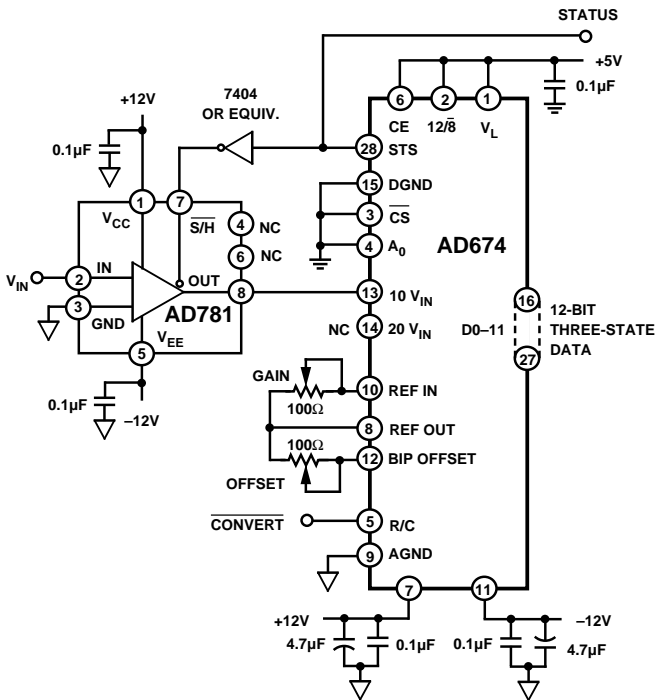 STATUS
+5V
0.1μF
7404
OR EQUIV.
+12V
0.1μF
6
2
1
CE
12/8̅
V_L
28
STS
15
DGND
3
C̅S̅
4
A_0
AD674
1
7
V_CC
S̅/H̅
4
NC
6
NC
V_IN
2
IN
OUT
8
3
GND
AD781
V_EE
5
0.1μF
–12V
13
10 V_IN
NC
14
20 V_IN
16
27
D0–11
12-BIT
THREE-STATE
DATA
GAIN
100Ω
10
REF IN
8
REF OUT
100Ω
12
BIP OFFSET
OFFSET
C̅O̅N̅V̅E̅R̅T̅
5
R/C
9
AGND
7
11
+12V
4.7μF
0.1μF
–12V
0.1μF
4.7μF